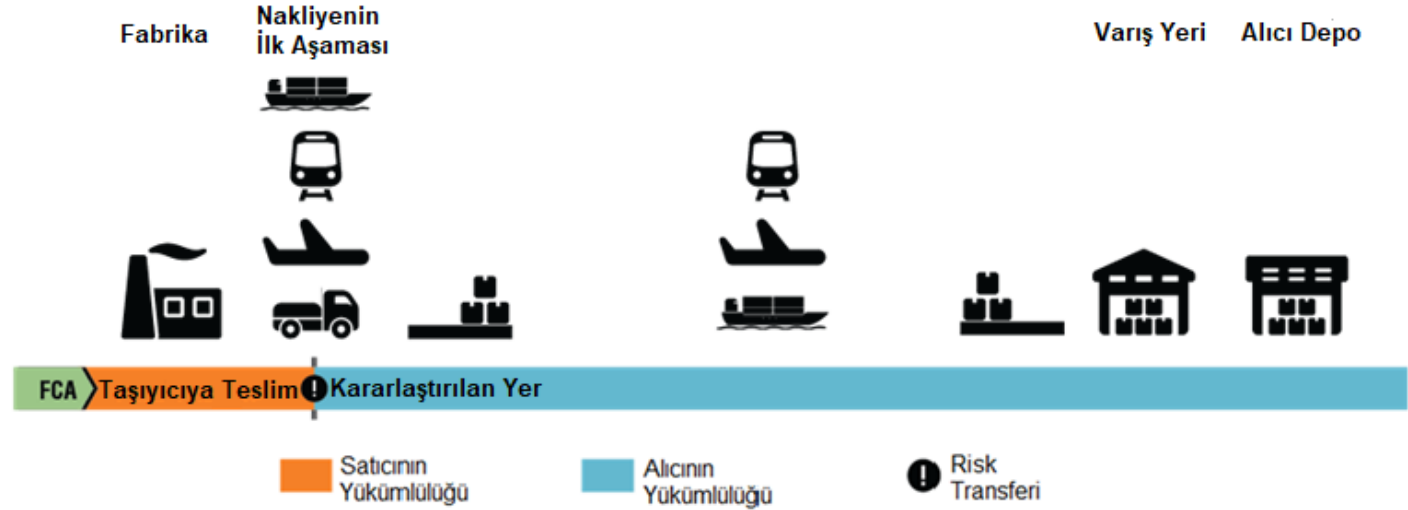 Fabrika
Nakliyenin
İlk Aşaması
Varış Yeri
Alıcı Depo
FCA
Taşıyıcıya Teslim
Kararlaştırılan Yer
Satıcının
Yükümlülüğü
Alıcının
Yükümlülüğü
Risk
Transferi